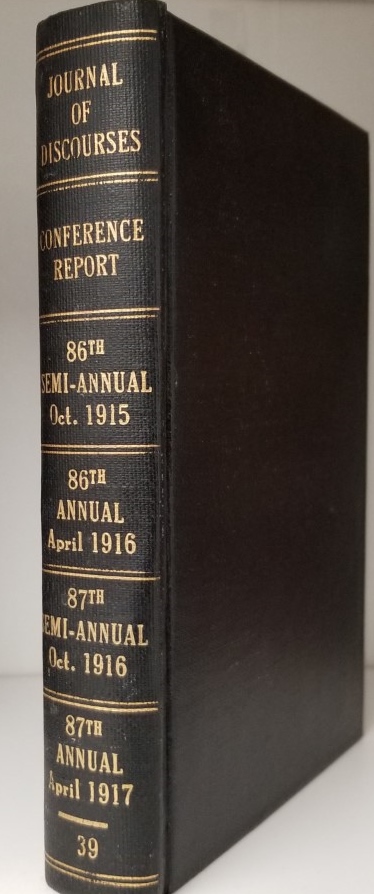 JOURNAL
OF
DISCOURSES
CONFERENCE
REPORT
86TH
SEMI-ANNUAL
Oct. 1915
86TH
ANNUAL
April 1916
87TH
SEMI-ANNUAL
Oct. 1916
87TH
ANNUAL
April 1917
39